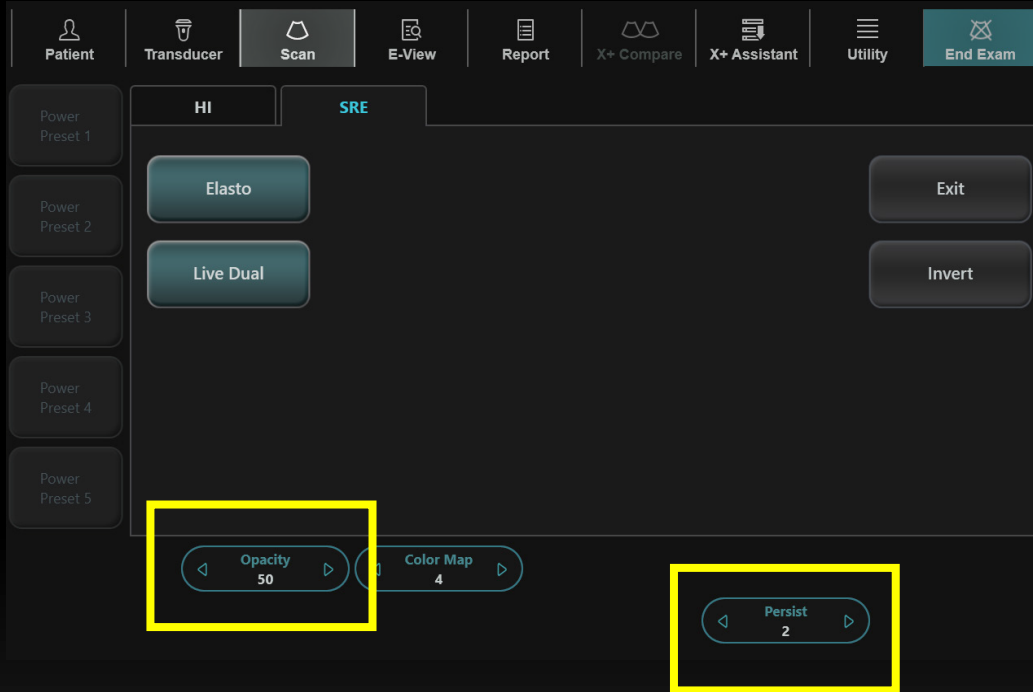 Patient
Transducer
Scan
E-View
Report
X+ Compare
X+ Assistant
Utility
End Exam
HI
SRE
Power
Preset 1
Power
Preset 2
Power
Preset 3
Power
Preset 4
Power
Preset 5
Elasto
Live Dual
Exit
Invert
Opacity
50
Color Map
4
Persist
2